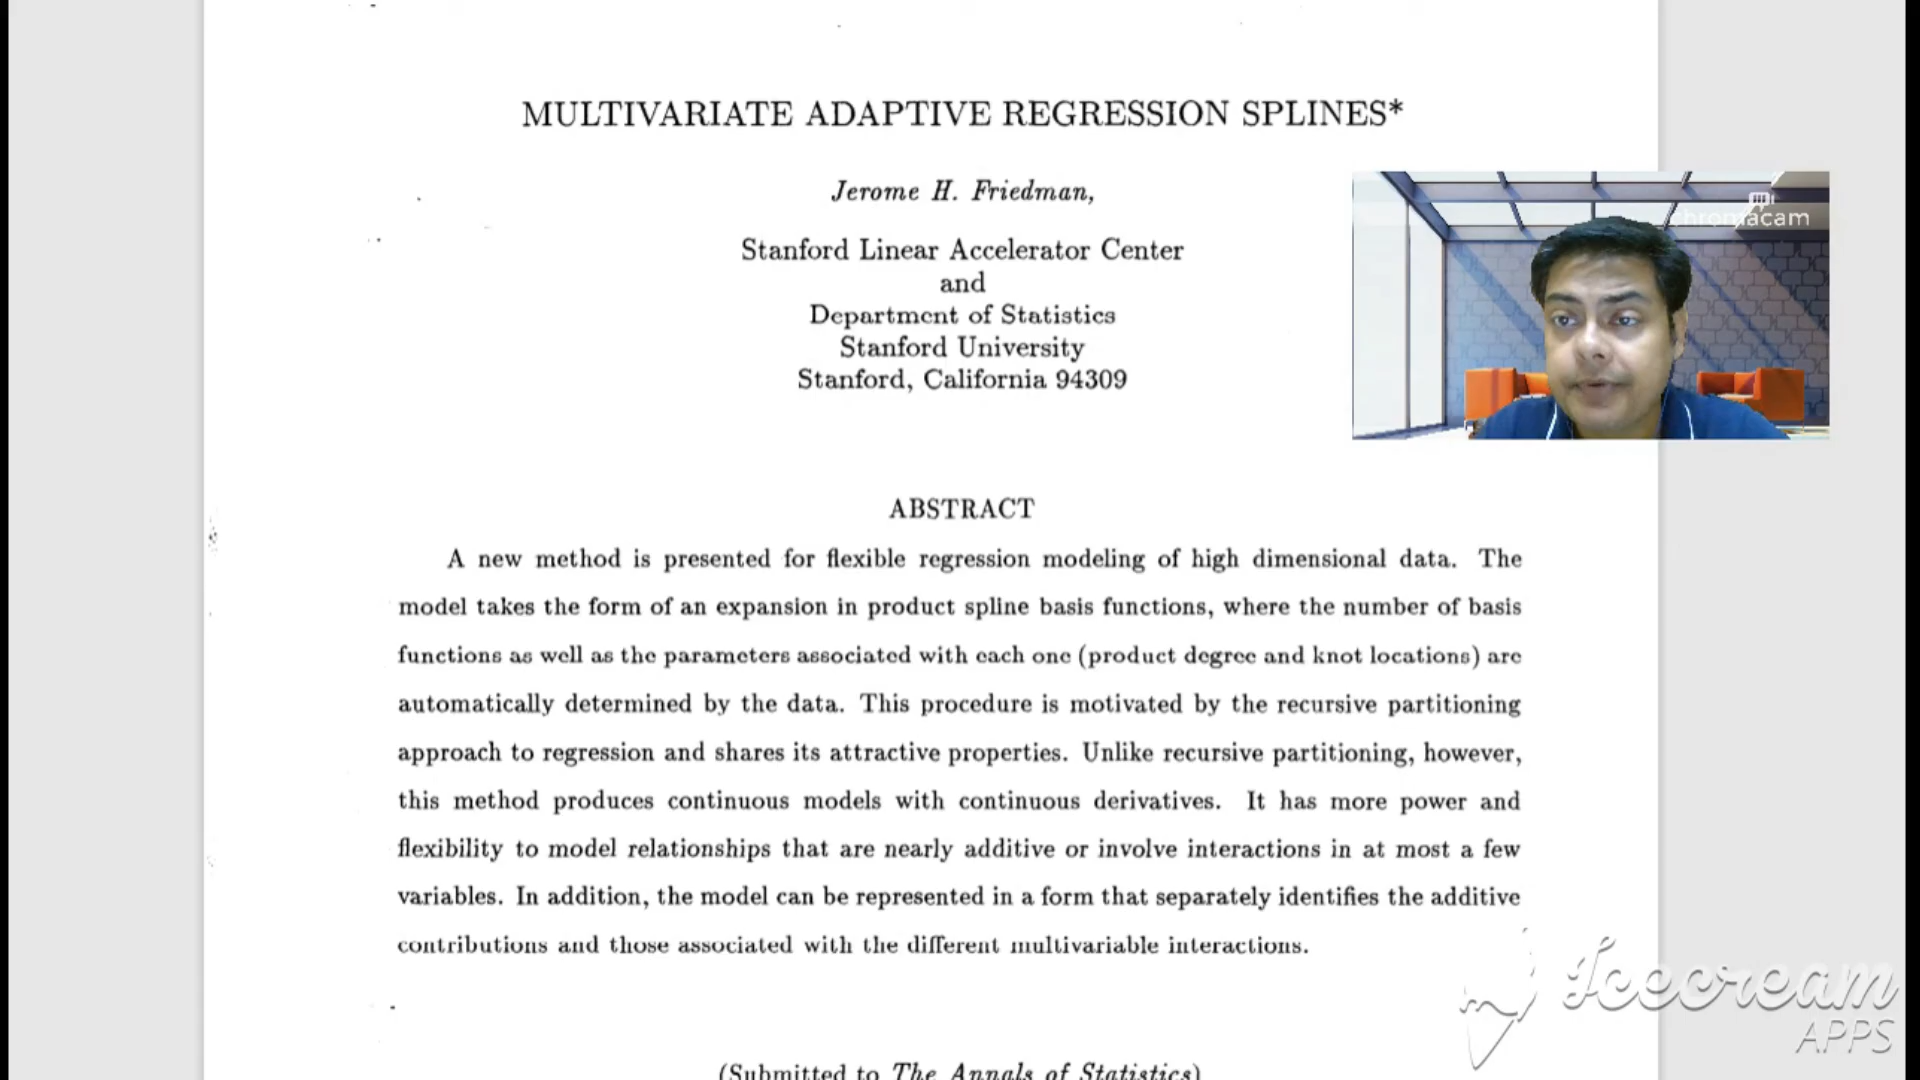 MULTIVARIATE ADAPTIVE REGRESSION SPLINES*
Jerome H. Friedman,
Stanford Linear Accelerator Center
and
Department of Statistics
Stanford University
Stanford, California 94309
chromacam
ABSTRACT
A new method is presented for flexible regression modeling of high dimensional data. The
model takes the form of an expansion in product spline basis functions, where the number of basis
functions as well as the parameters associated with each one (product degree and knot locations) are
automatically determined by the data. This procedure is motivated by the recursive partitioning
approach to regression and shares its attractive properties. Unlike recursive partitioning, however,
this method produces continuous models with continuous derivatives. It has more power and
flexibility to model relationships that are nearly additive or involve interactions in at most a few
variables. In addition, the model can be represented in a form that separately identifies the additive
contributions and those associated with the different multivariable interactions.
Icecream
APPS
(Submitted to The Annals of Statistics)